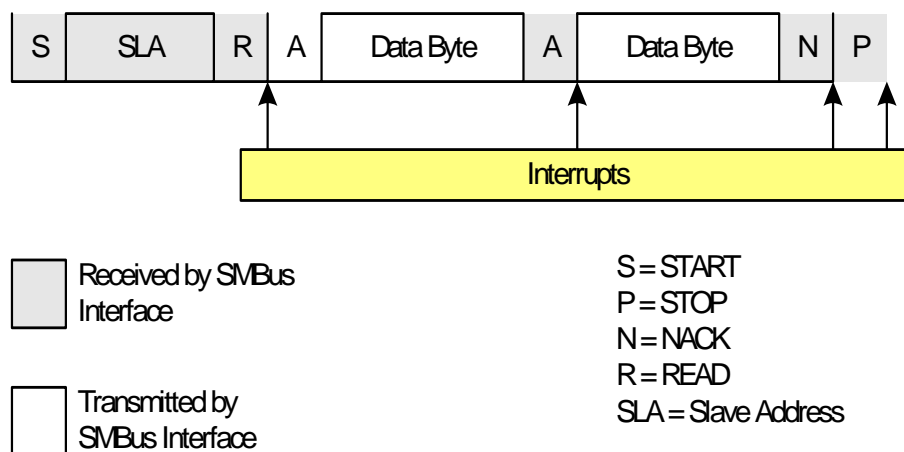 S SLA R A Data Byte A Data Byte N P
Interrupts
Received by SMBus
Interface
Transmitted by
SMBus Interface
S = START
P = STOP
N = NACK
R = READ
SLA = Slave Address